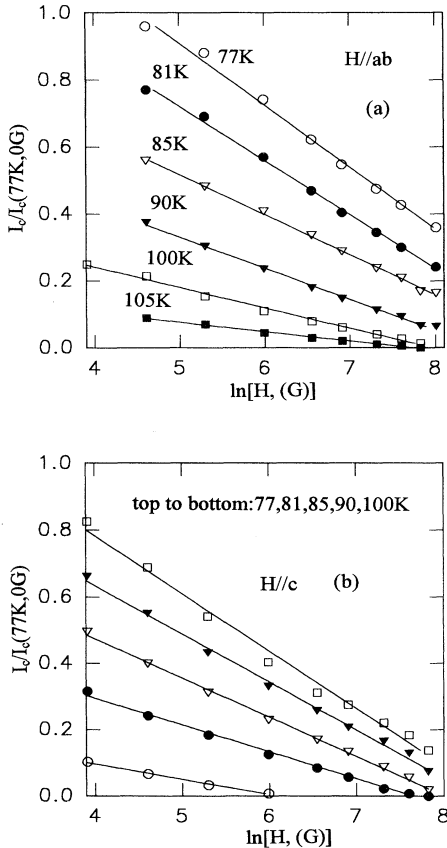 1.0
0.8
0.6
0.4
0.2
0.0
I_c/I_c(77K,0G)
77K
H//ab
81K
(a)
85K
90K
100K
105K
4 5 6 7 8
ln[H, (G)]
1.0
0.8
0.6
0.4
0.2
0.0
I_c/I_c(77K,0G)
top to bottom:77,81,85,90,100K
H//c (b)
4 5 6 7 8
ln[H, (G)]